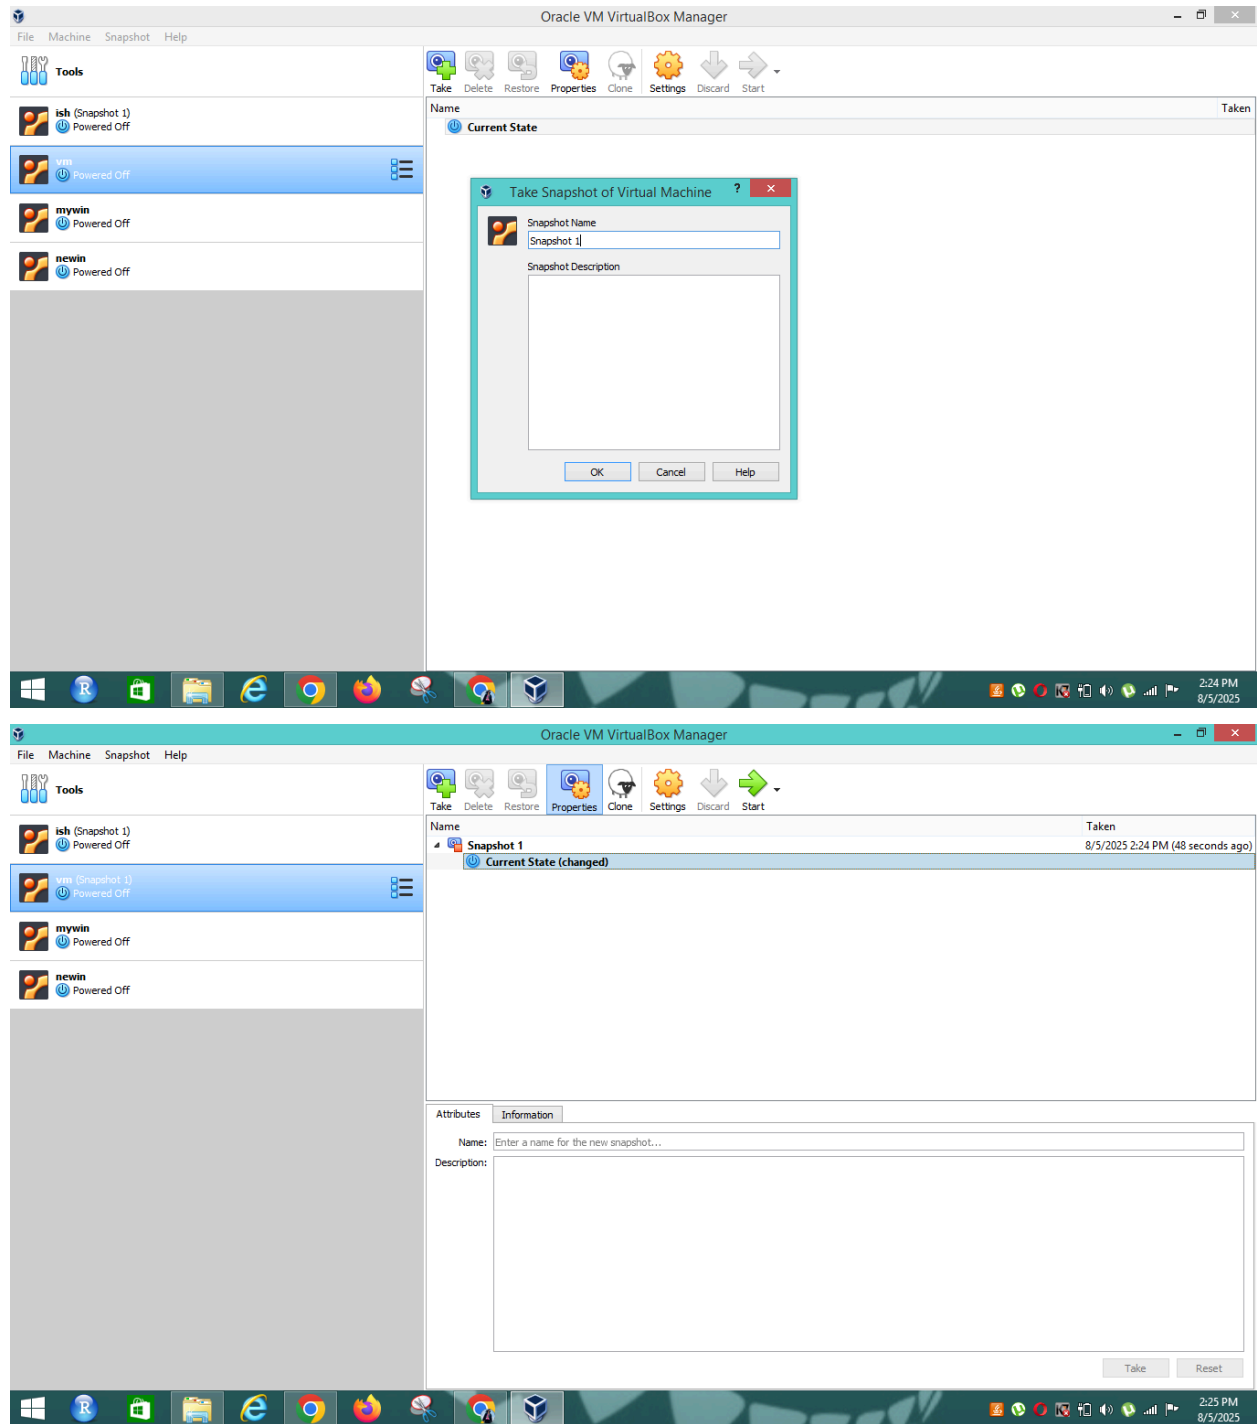 Oracle VM VirtualBox Manager
File Machine Snapshot Help
Tools
Take Delete Restore Properties Clone Settings Discard Start
ish (Snapshot 1)
Powered Off
vm
Powered Off
mywin
Powered Off
newin
Powered Off
Name Taken
Current State
Take Snapshot of Virtual Machine ? ×
Snapshot Name
Snapshot 1
Snapshot Description
OK Cancel Help
2:24 PM
8/5/2025
Oracle VM VirtualBox Manager
File Machine Snapshot Help
Tools
Take Delete Restore Properties Clone Settings Discard Start
ish (Snapshot 1)
Powered Off
vm (Snapshot 1)
Powered Off
mywin
Powered Off
newin
Powered Off
Name Taken
Snapshot 1 8/5/2025 2:24 PM (48 seconds ago)
Current State (changed)
Attributes Information
Name: Enter a name for the new snapshot...
Description:
Take Reset
2:25 PM
8/5/2025